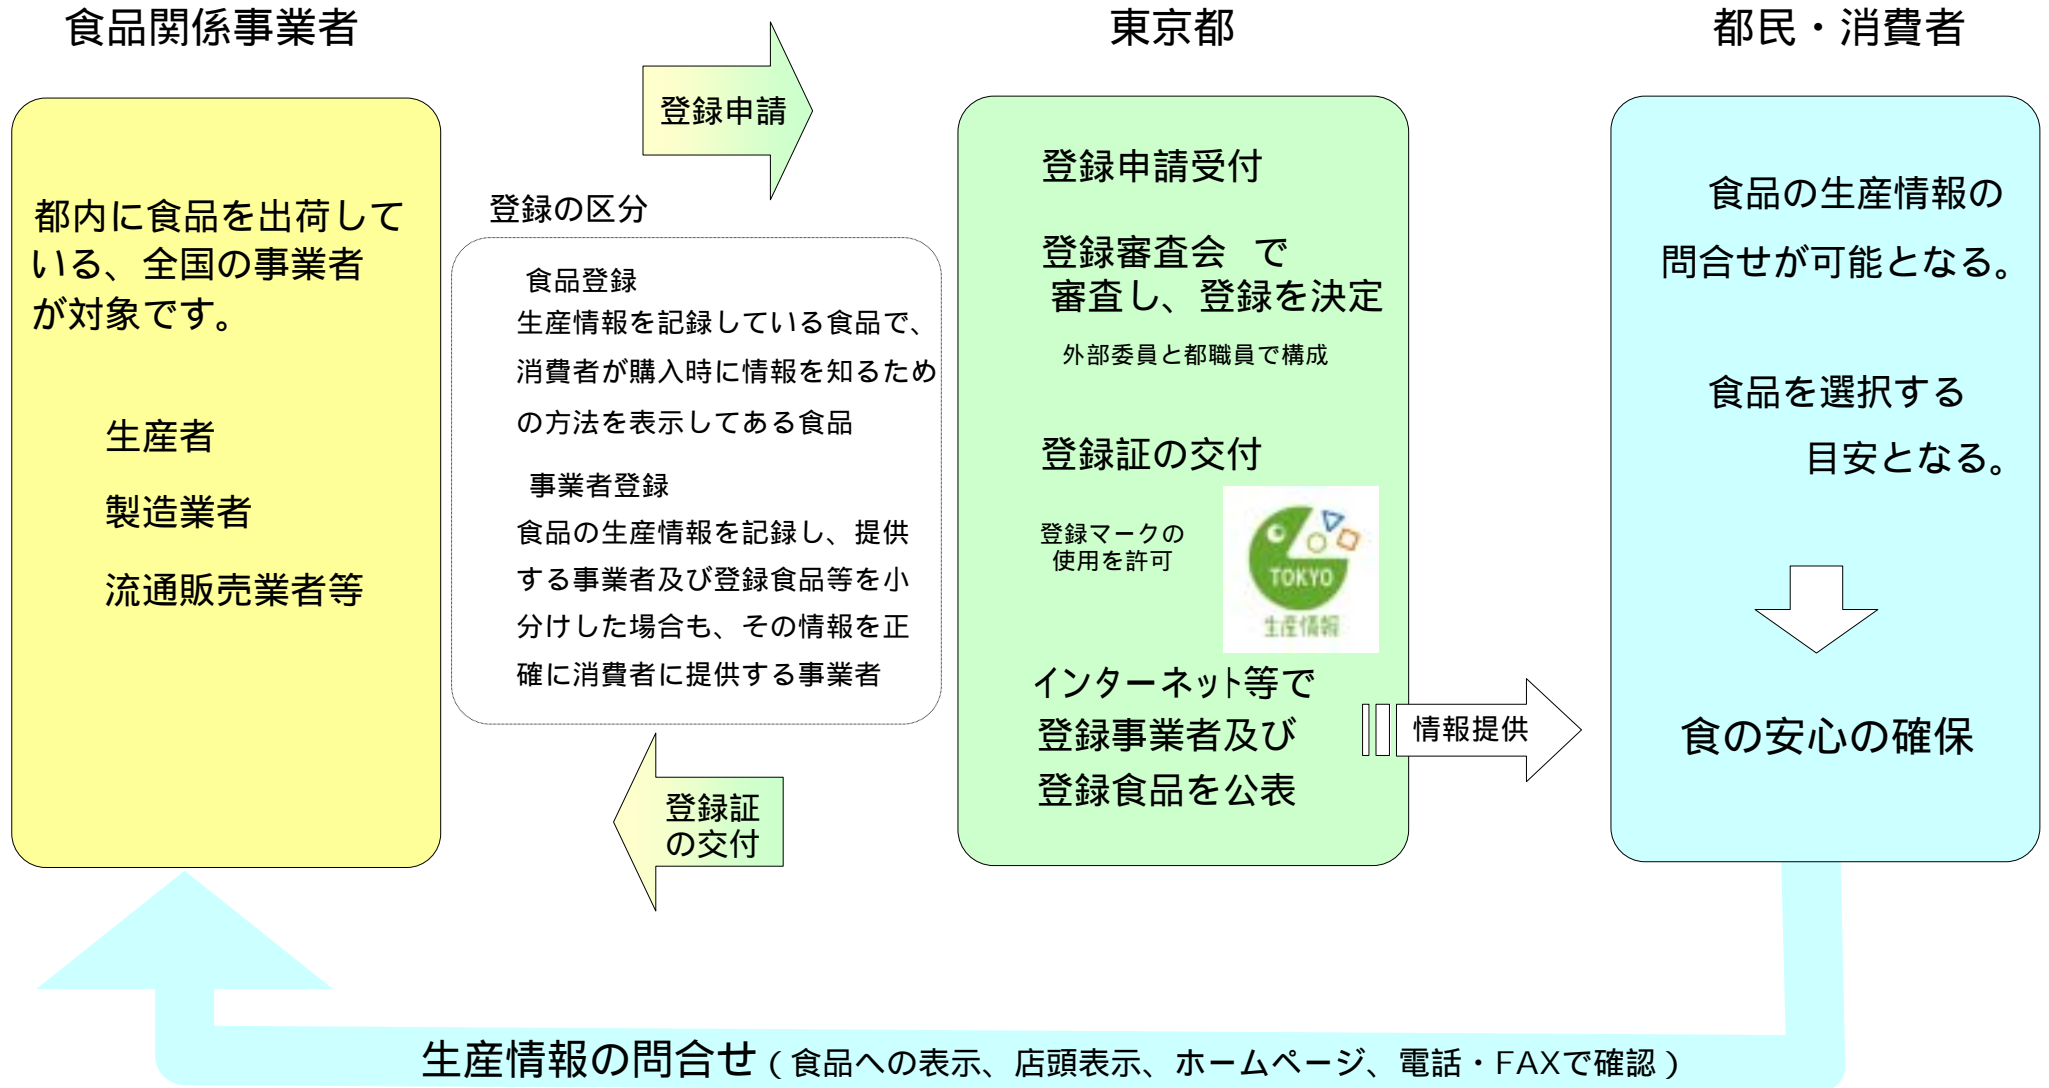 食品関係事業者
東京都
都民・消費者
登録申請
都内に食品を出荷して
いる、全国の事業者
が対象です。
生産者
製造業者
流通販売業者等
登録の区分
食品登録
生産情報を記録している食品で、
消費者が購入時に情報を知るため
の方法を表示してある食品
事業者登録
食品の生産情報を記録し、提供
する事業者及び登録食品等を小
分けした場合も、その情報を正
確に消費者に提供する事業者
登録証
の交付
登録申請受付
登録審査会 で
審査し、登録を決定
外部委員と都職員で構成
登録証の交付
登録マークの
使用を許可
TOKYO
生産情報
インターネット等で
登録事業者及び
登録食品を公表
情報提供
食品の生産情報の
問合せが可能となる。
食品を選択する
目安となる。
食の安心の確保
生産情報の問合せ（食品への表示、店頭表示、ホームページ、電話・FAXで確認）